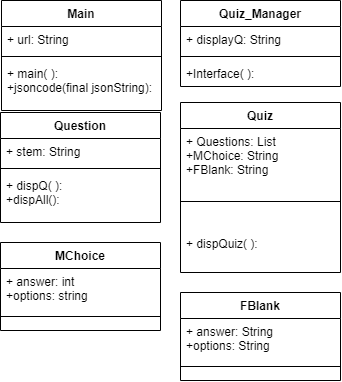 Main
+ url: String
+ main( ):
+jsoncode(final jsonString):
Quiz_Manager
+ displayQ: String
+Interface( ):
Question
+ stem: String
+ dispQ( ):
+dispAll():
Quiz
+ Questions: List
+MChoice: String
+FBlank: String
+ dispQuiz( ):
MChoice
+ answer: int
+options: string
FBlank
+ answer: String
+options: String